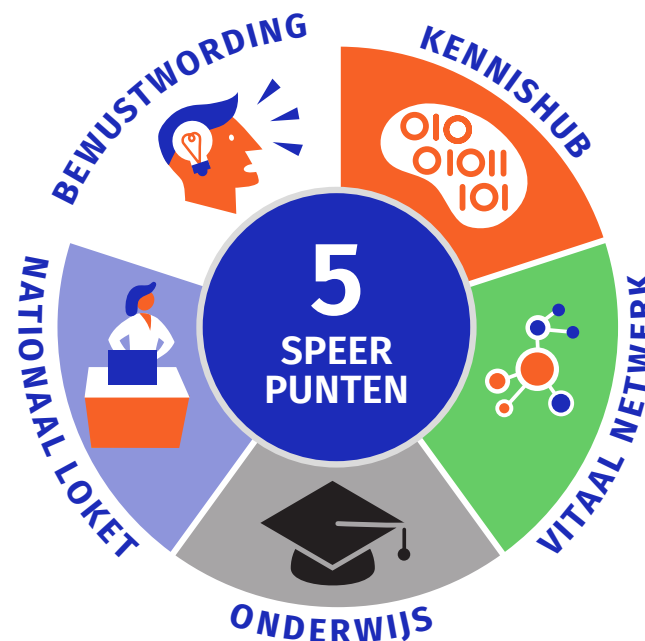 BEWUSTWORDING
KENNISHUB
010
01011
101
5
SPEER
PUNTEN
NATIONAAL LOKET
VITAAL NETWERK
ONDERWIJS